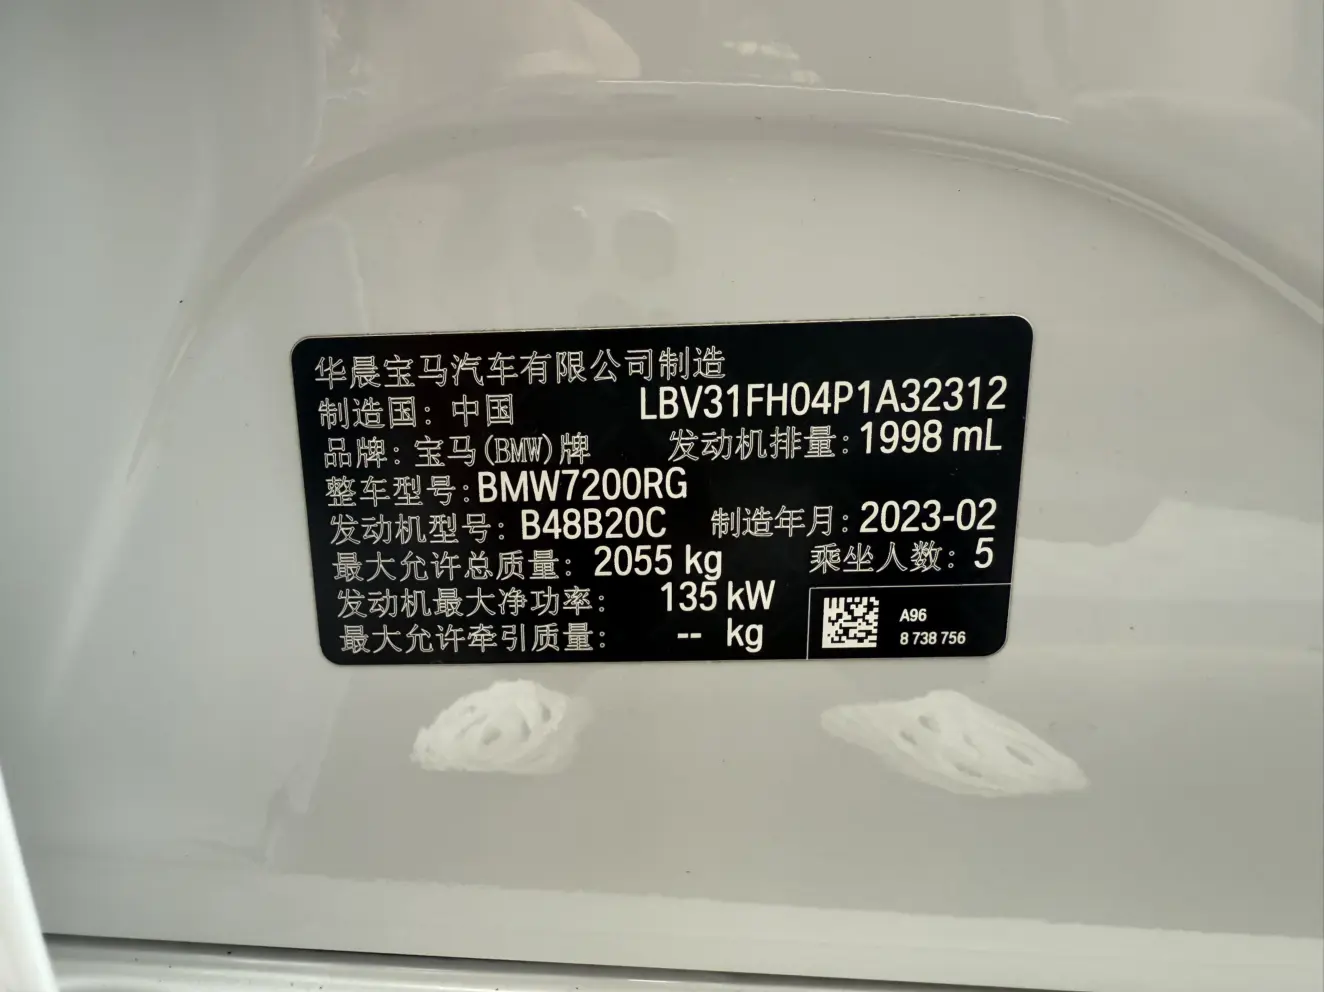 华晨宝马汽车有限公司制造
制造国：中国 LBV31FH04P1A32312
品牌：宝马(BMW)牌 发动机排量：1998 mL
整车型号：BMW7200RG
发动机型号：B48B20C 制造年月：2023-02
最大允许总质量：2055 kg 乘坐人数：5
发动机最大净功率：135 kW
最大允许牵引质量：-- kg
A96
8 738 756